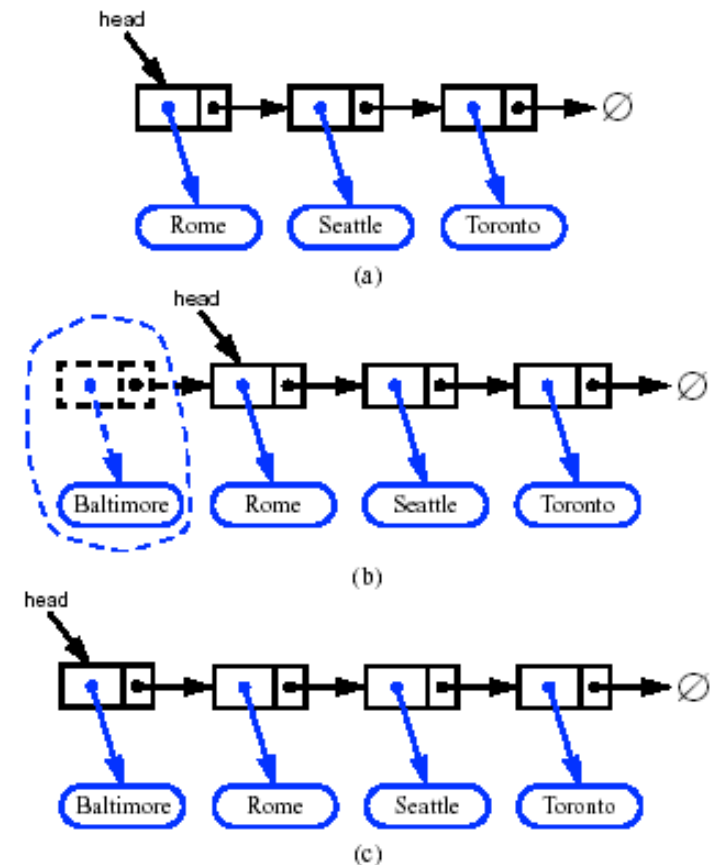 head
∅
Rome Seattle Toronto
(a)
head
∅
Baltimore Rome Seattle Toronto
(b)
head
∅
Baltimore Rome Seattle Toronto
(c)